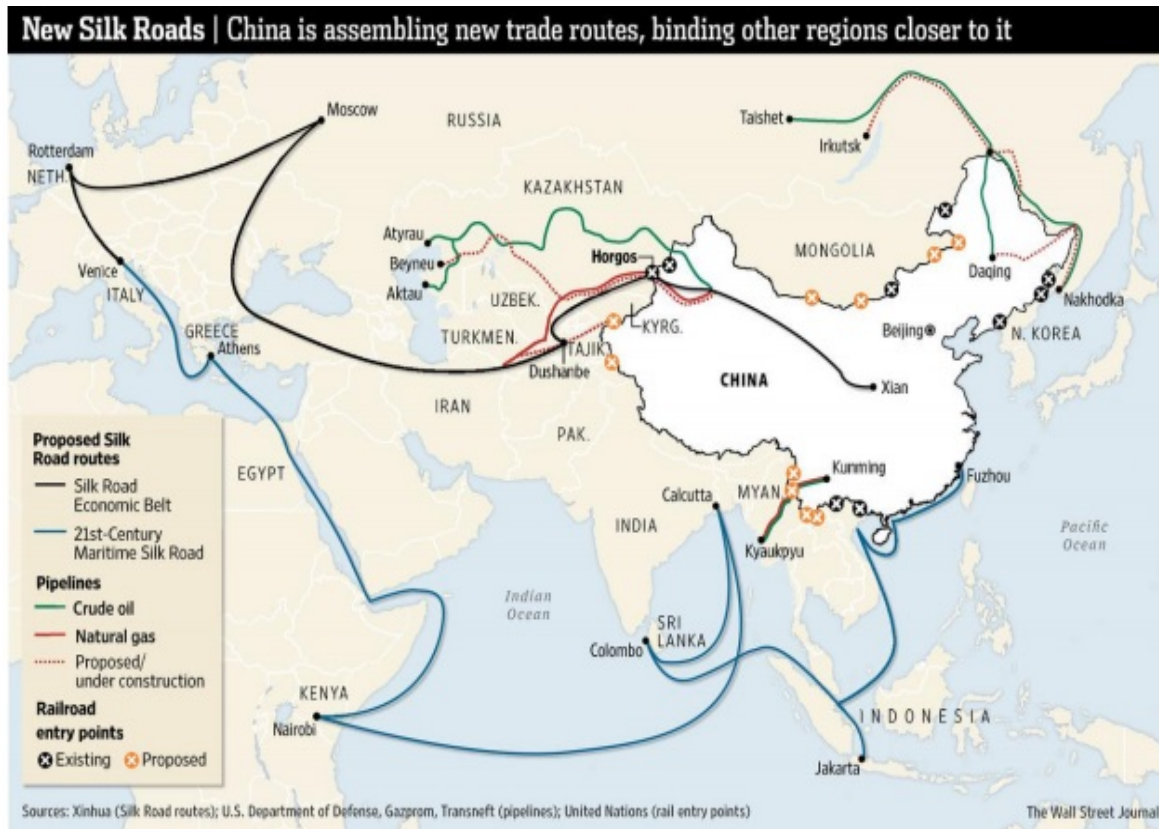 New Silk Roads | China is assembling new trade routes, binding other regions closer to it
Moscow
RUSSIA
Taishet
Irkutsk
Rotterdam
NETH.
KAZAKHSTAN
Atyrau
Beyneu
Aktau
Horgos
MONGOLIA
Daqing
Nakhodka
Venice
ITALY
UZBEK.
KYRG.
Beijing
N. KOREA
GREECE
Athens
TURKMEN.
TAJIK.
Dushanbe
CHINA
Xian
IRAN
PAK.
EGYPT
Kunming
Fuzhou
Calcutta
MYAN.
INDIA
Kyaukpyu
Pacific
Ocean
Indian
Ocean
SRI
LANKA
Colombo
KENYA
Nairobi
INDONESIA
Jakarta
Proposed Silk
Road routes
Silk Road
Economic Belt
21st-Century
Maritime Silk Road
Pipelines
Crude oil
Natural gas
Proposed/
under construction
Railroad
entry points
Existing
Proposed
Sources: Xinhua (Silk Road routes); U.S. Department of Defense, Gazprom, Transneft (pipelines); United Nations (rail entry points)
The Wall Street Journal